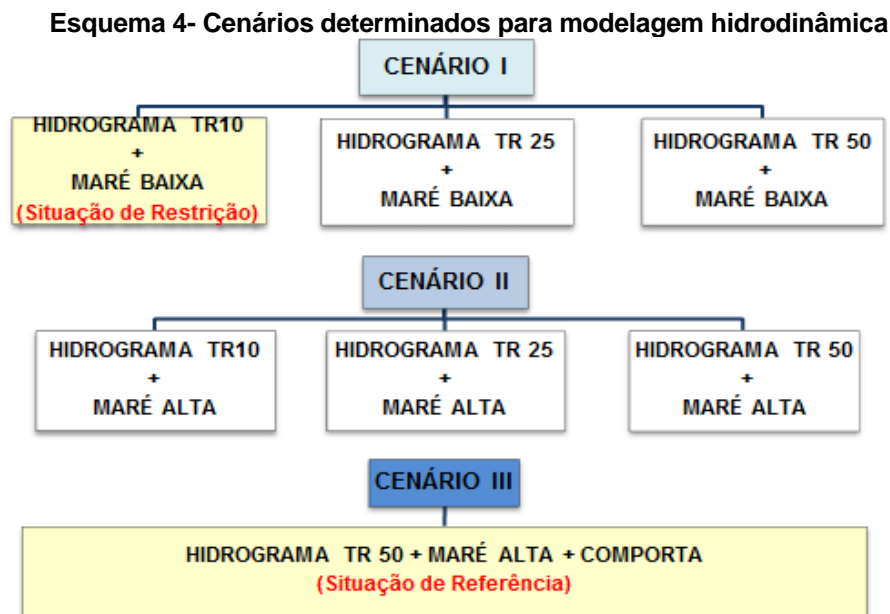 Esquema 4- Cenários determinados para modelagem hidrodinâmica
CENÁRIO I
HIDROGRAMA TR10
+
MARÉ BAIXA
(Situação de Restrição)
HIDROGRAMA TR 25
+
MARÉ BAIXA
HIDROGRAMA TR 50
+
MARÉ BAIXA
CENÁRIO II
HIDROGRAMA TR10
+
MARÉ ALTA
HIDROGRAMA TR 25
+
MARÉ ALTA
HIDROGRAMA TR 50
+
MARÉ ALTA
CENÁRIO III
HIDROGRAMA TR 50 + MARÉ ALTA + COMPORTA
(Situação de Referência)